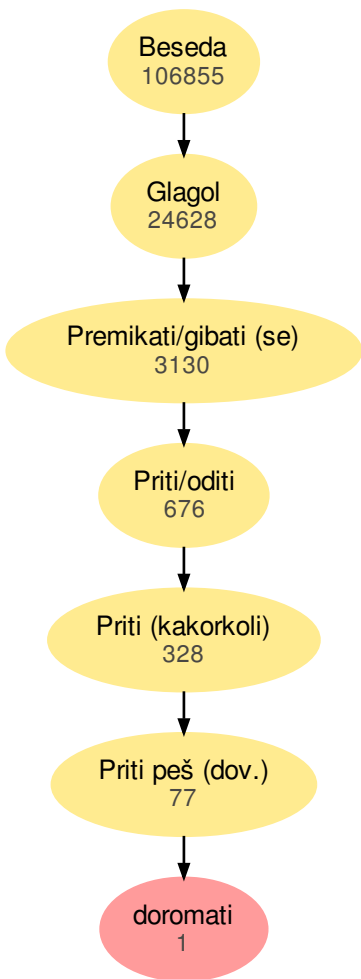 Beseda
106855
Glagol
24628
Premikati/gibati (se)
3130
Priti/oditi
676
Priti (kakorkoli)
328
Priti peš (dov.)
77
doromati
1